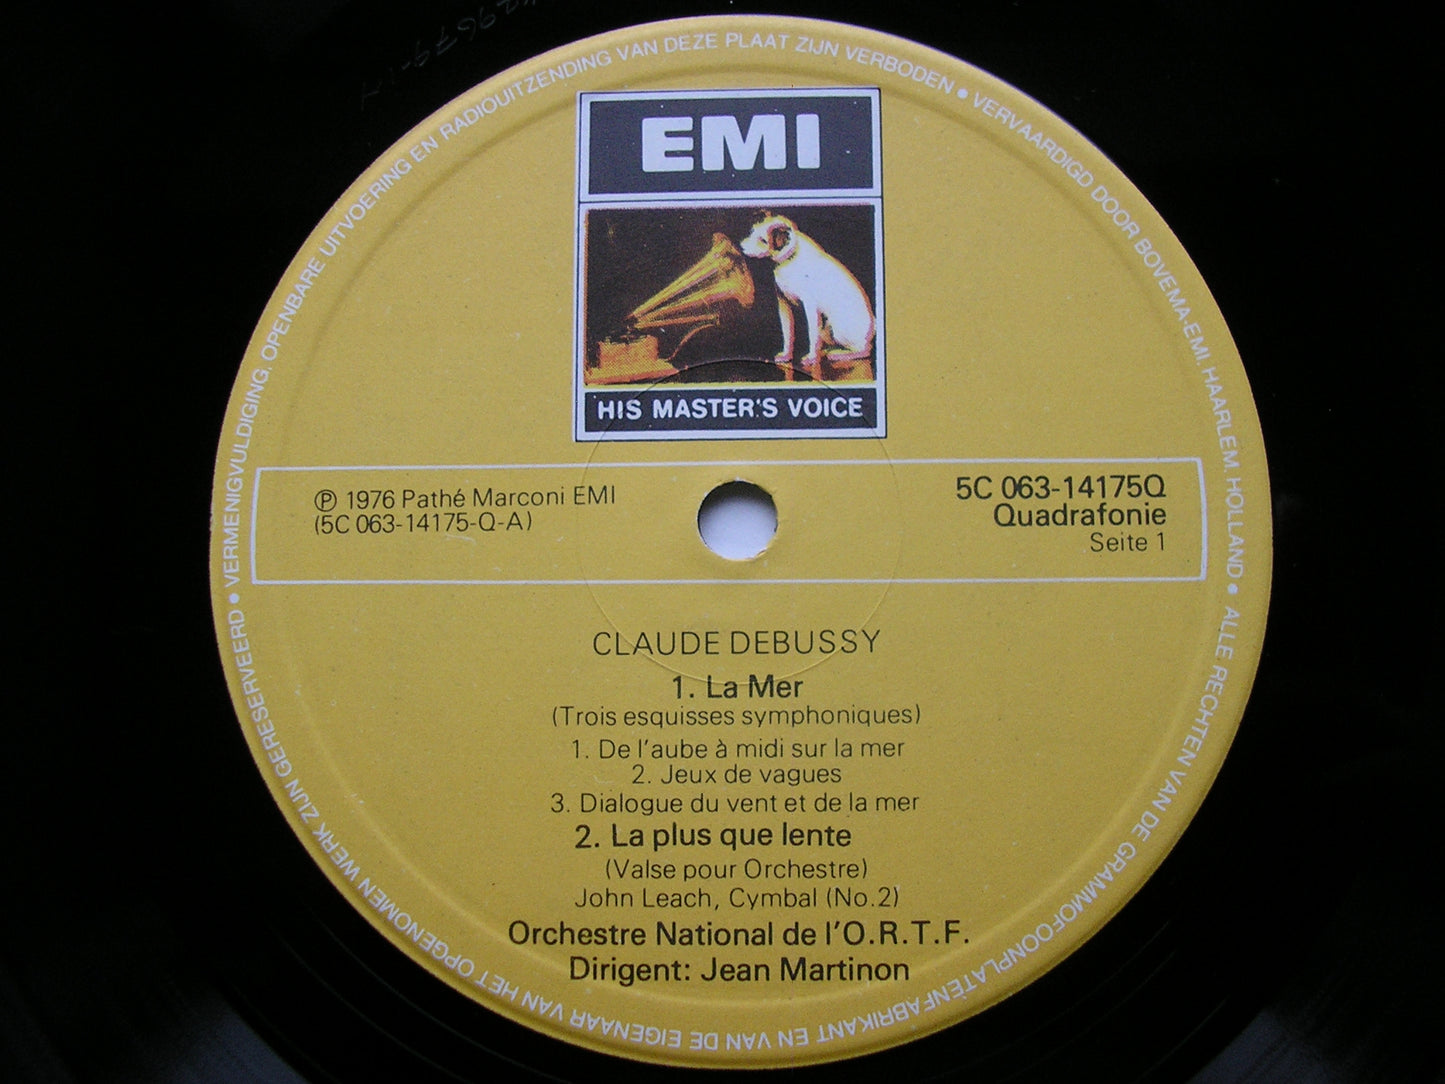 EMI
HIS MASTER'S VOICE
℗ 1976 Pathé Marconi EMI
(5C 063-14175-Q-A)
5C 063-14175Q
Quadrafonie
Seite 1
CLAUDE DEBUSSY
1. La Mer
(Trois esquisses symphoniques)
1. De l'aube à midi sur la mer
2. Jeux de vagues
3. Dialogue du vent et de la mer
2. La plus que lente
(Valse pour Orchestre)
John Leach, Cymbal (No.2)
Orchestre National de l'O.R.T.F.
Dirigent: Jean Martinon
VERVAARDIGD DOOR BOVEMA-EMI, HAARLEM, HOLLAND • ALLE RECHTEN VAN DE GRAMMOFOONPLATENFABRIKANT EN VAN DE EIGENAAR VAN HET OPGENOMEN WERK ZIJN GERESERVEERD • VERMENIGVULDIGING, OPENBARE UITVOERING EN RADIOUITZENDING VAN DEZE PLAAT ZIJN VERBODEN •